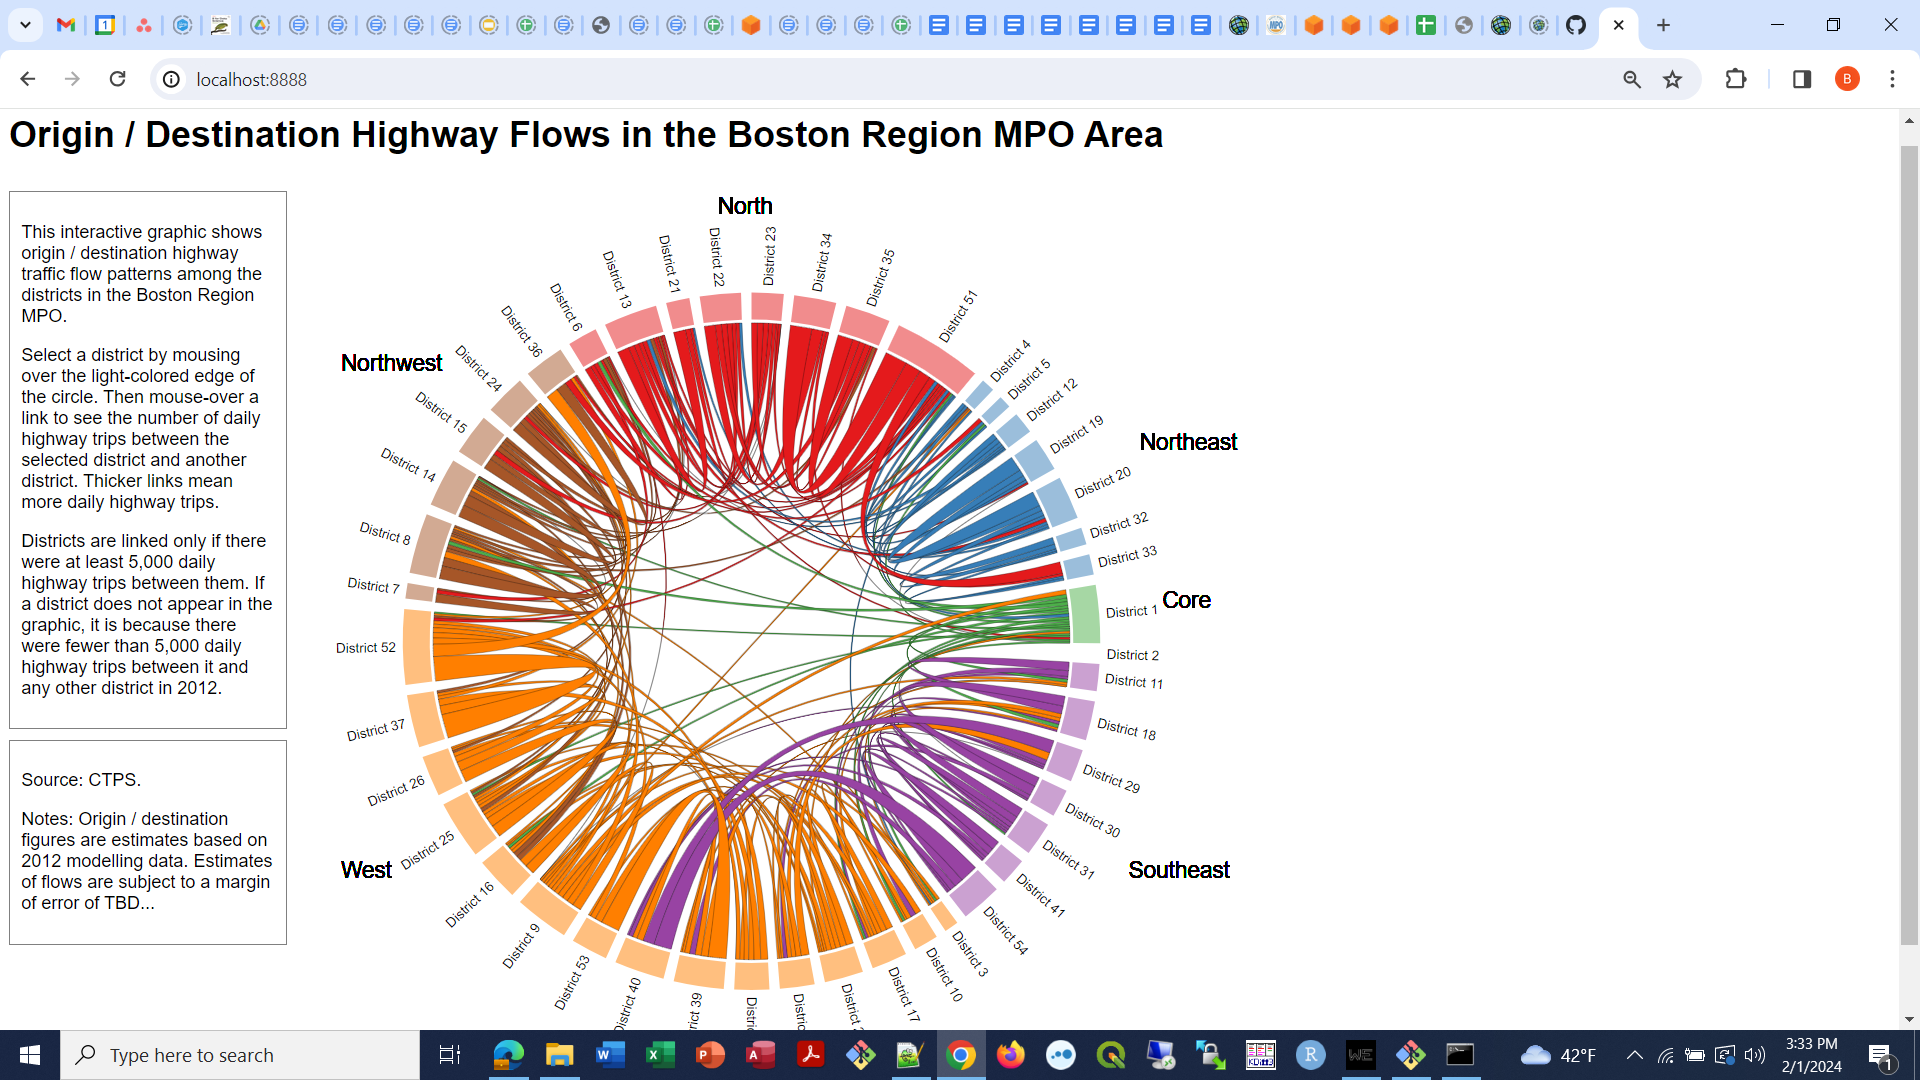 localhost:8888
B
Origin / Destination Highway Flows in the Boston Region MPO Area
This interactive graphic shows
origin / destination highway
traffic flow patterns among the
districts in the Boston Region
MPO.
Select a district by mousing
over the light-colored edge of
the circle. Then mouse-over a
link to see the number of daily
highway trips between the
selected district and another
district. Thicker links mean
more daily highway trips.
Districts are linked only if there
were at least 5,000 daily
highway trips between them. If
a district does not appear in the
graphic, it is because there
were fewer than 5,000 daily
highway trips between it and
any other district in 2012.
Source: CTPS.
Notes: Origin / destination
figures are estimates based on
2012 modelling data. Estimates
of flows are subject to a margin
of error of TBD...
North
District 6
District 13
District 21
District 22
District 23
District 34
District 35
District 51
Northeast
District 4
District 5
District 12
District 19
District 20
District 32
District 33
Core
District 1
District 2
District 11
District 18
District 29
District 30
District 31
District 41
District 54
Southeast
District 3
District 10
District 17
District 40
District 53
District 9
District 16
District 25
West
District 26
District 37
District 52
District 7
District 8
District 14
District 15
District 24
District 36
Northwest
Type here to search
42°F
3:33 PM
2/1/2024
1